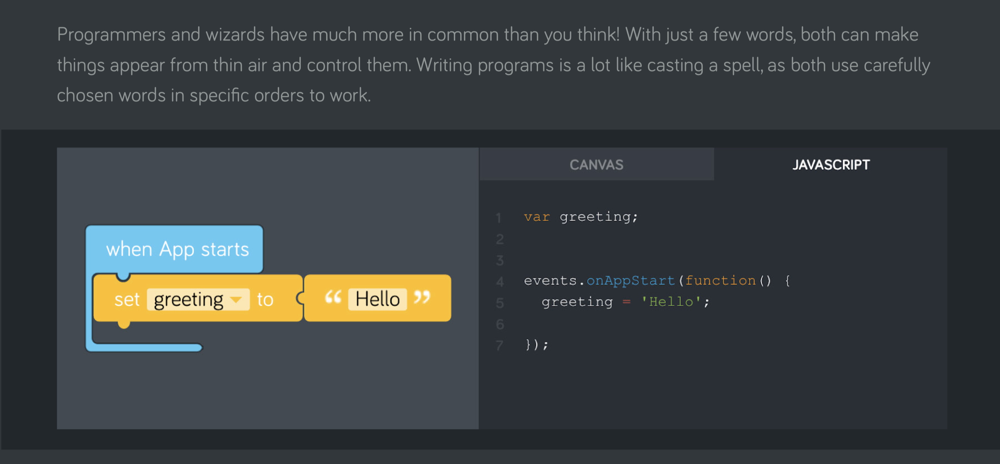 Programmers and wizards have much more in common than you think! With just a few words, both can make
things appear from thin air and control them. Writing programs is a lot like casting a spell, as both use carefully
chosen words in specific orders to work.
when App starts
set greeting to “ Hello ”
CANVAS
JAVASCRIPT
1 var greeting;
2
3
4 events.onAppStart(function() {
5   greeting = 'Hello';
6
7 });